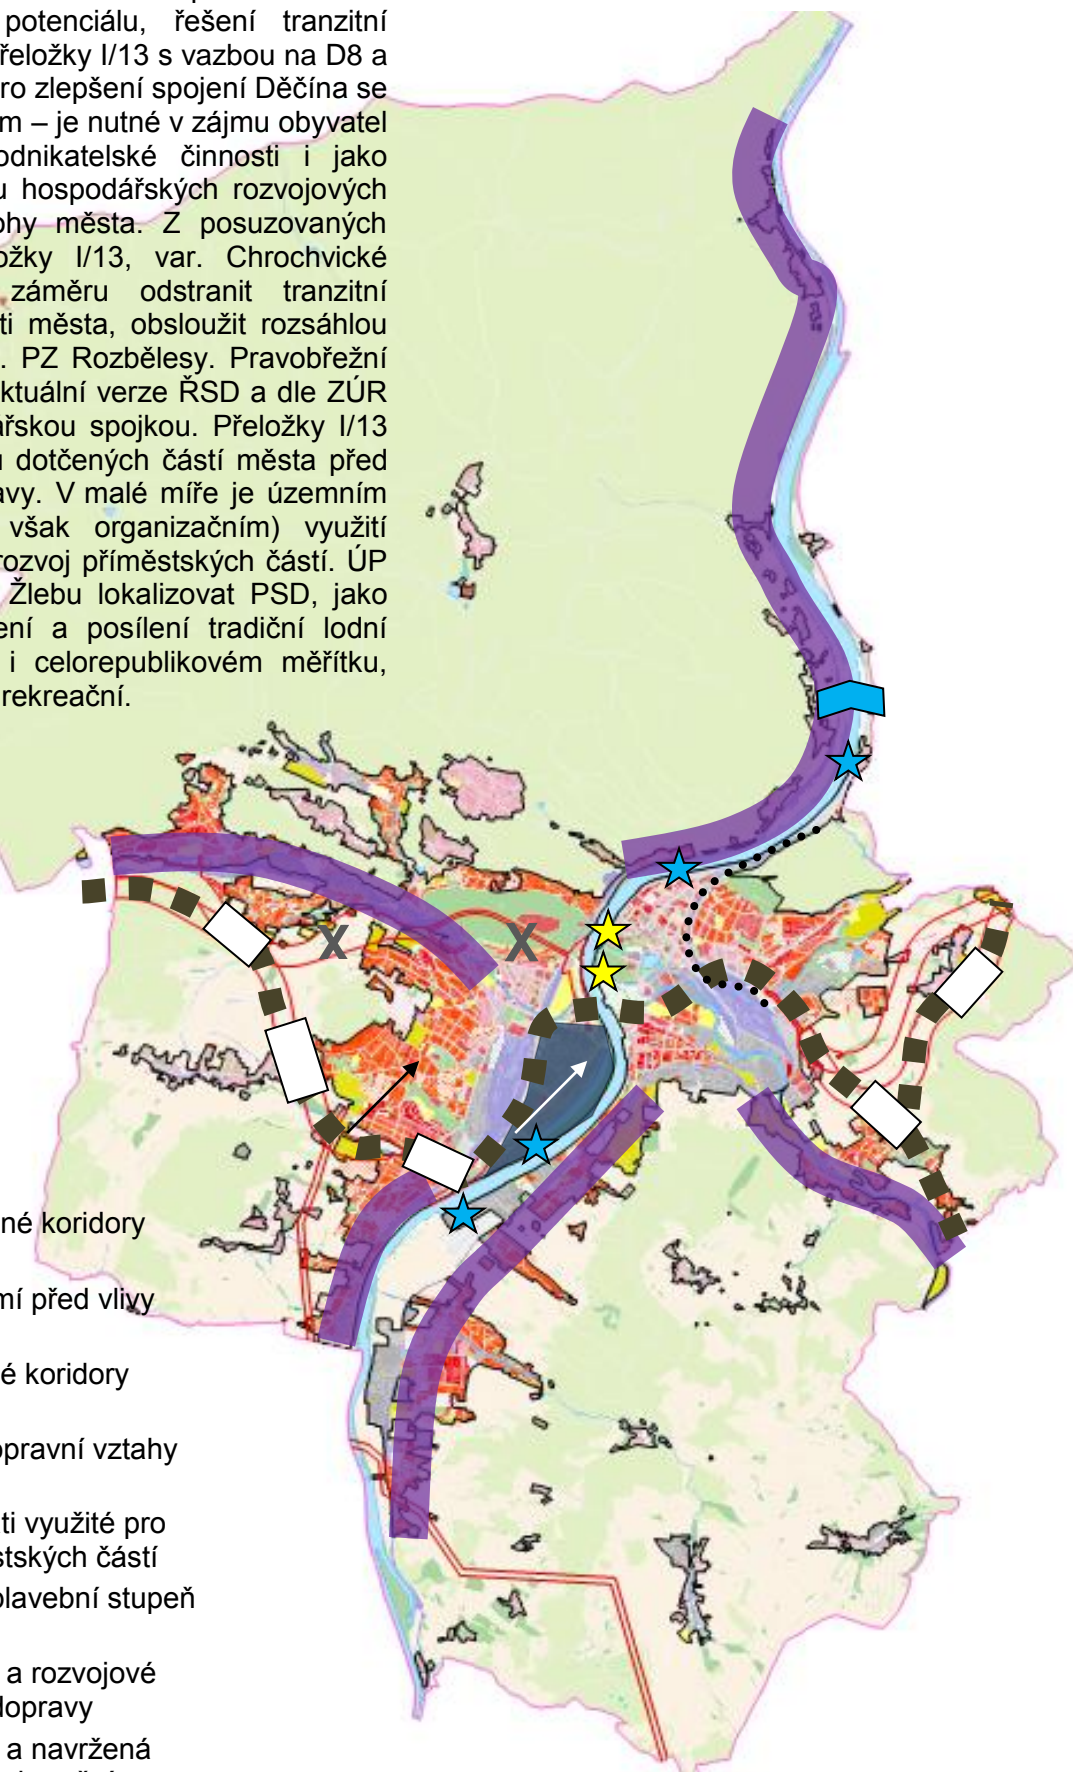 potenciálu, řešení tranzitní
řeložky I/13 s vazbou na D8 a
ro zlepšení spojení Děčína se
m – je nutné v zájmu obyvatel
odnikatelské činnosti i jako
u hospodářských rozvojových
ohy města. Z posuzovaných
ožky I/13, var. Chrochvické
záměru odstranit tranzitní
ti města, obsloužit rozsáhlou
. PZ Rozbělesy. Pravobřežní
ktuální verze ŘSD a dle ZÚR
ářskou spojkou. Přeložky I/13
u dotčených částí města před
avy. V malé míře je územním
však organizačním) využití
rozvoj příměstských částí. ÚP
Žlebu lokalizovat PSD, jako
ení a posílení tradiční lodní
i celorepublikovém měřítku,
rekreační.
X
X
né koridory
mí před vlivy
é koridory
opravní vztahy
ti využité pro
stských částí
plavební stupeň
a rozvojové
dopravy
a navržená